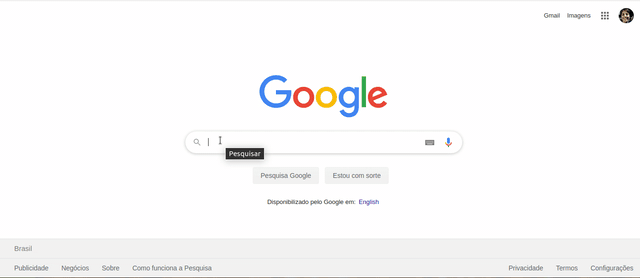 Gmail Imagens
Google
Pesquisar
Pesquisa Google Estou com sorte
Disponibilizado pelo Google em: English
Brasil
Publicidade Negócios Sobre Como funciona a Pesquisa Privacidade Termos Configurações